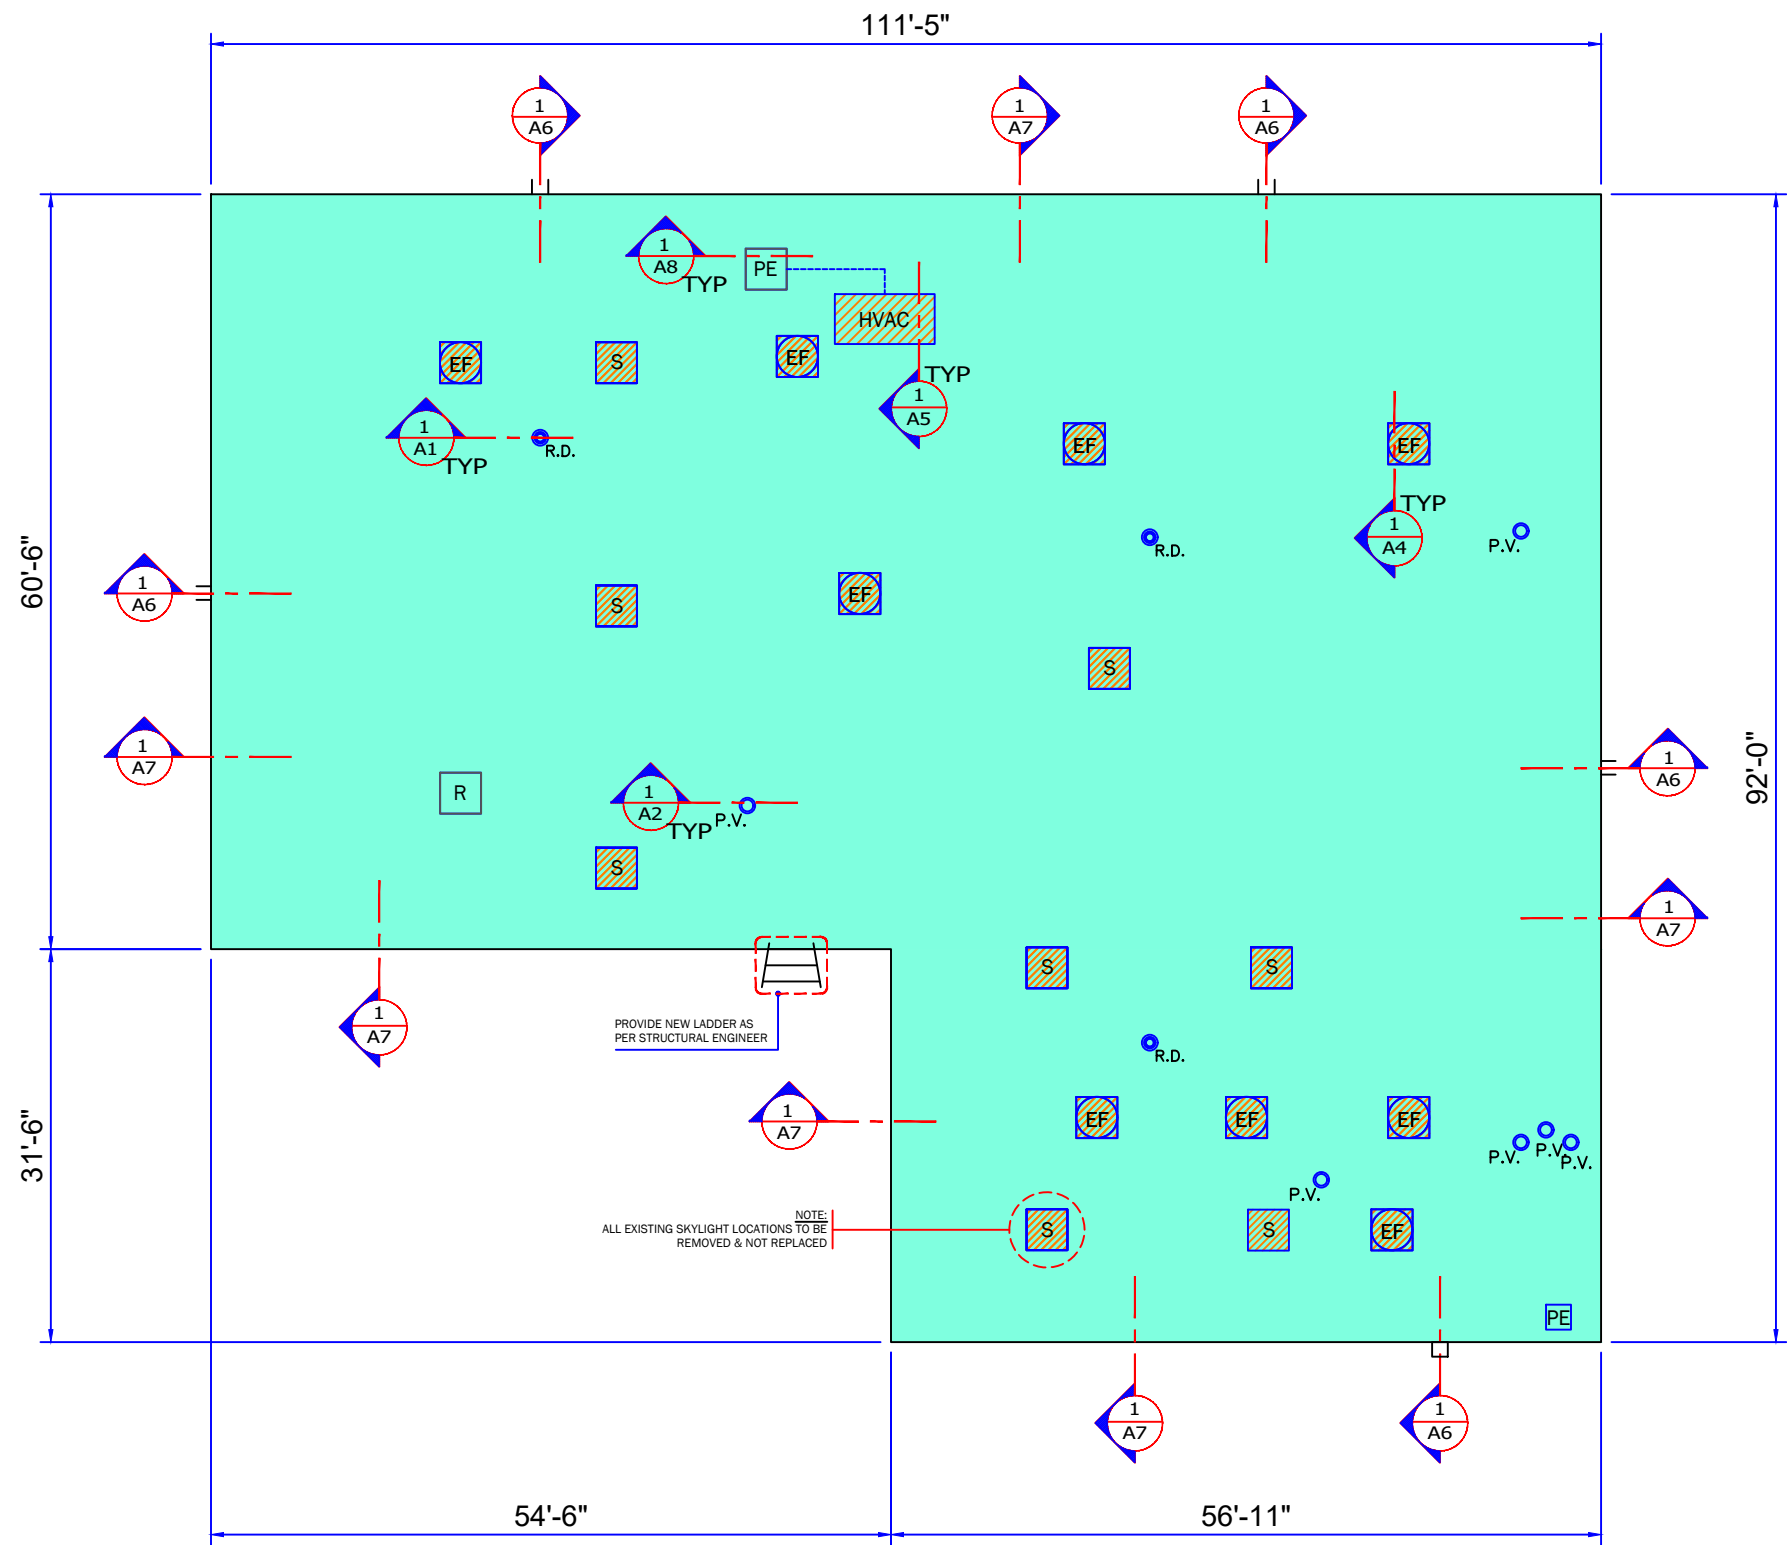 111'-5"
1
A6
1
A7
1
A6
1
A8
TYP
PE
HVAC
EF
S
EF
TYP
1
A5
1
A1
TYP
R.D.
EF
EF
TYP
1
A4
R.D.
P.V.
60'-6"
1
A6
S
EF
S
1
A7
R
1
A2
TYP
P.V.
1
A6
92'-0"
S
1
A7
S
S
1
A7
PROVIDE NEW LADDER AS
PER STRUCTURAL ENGINEER
R.D.
31'-6"
1
A7
EF
EF
EF
P.V.
P.V.
P.V.
P.V.
NOTE:
ALL EXISTING SKYLIGHT LOCATIONS TO BE
REMOVED & NOT REPLACED
S
S
EF
PE
1
A7
1
A6
54'-6"
56'-11"